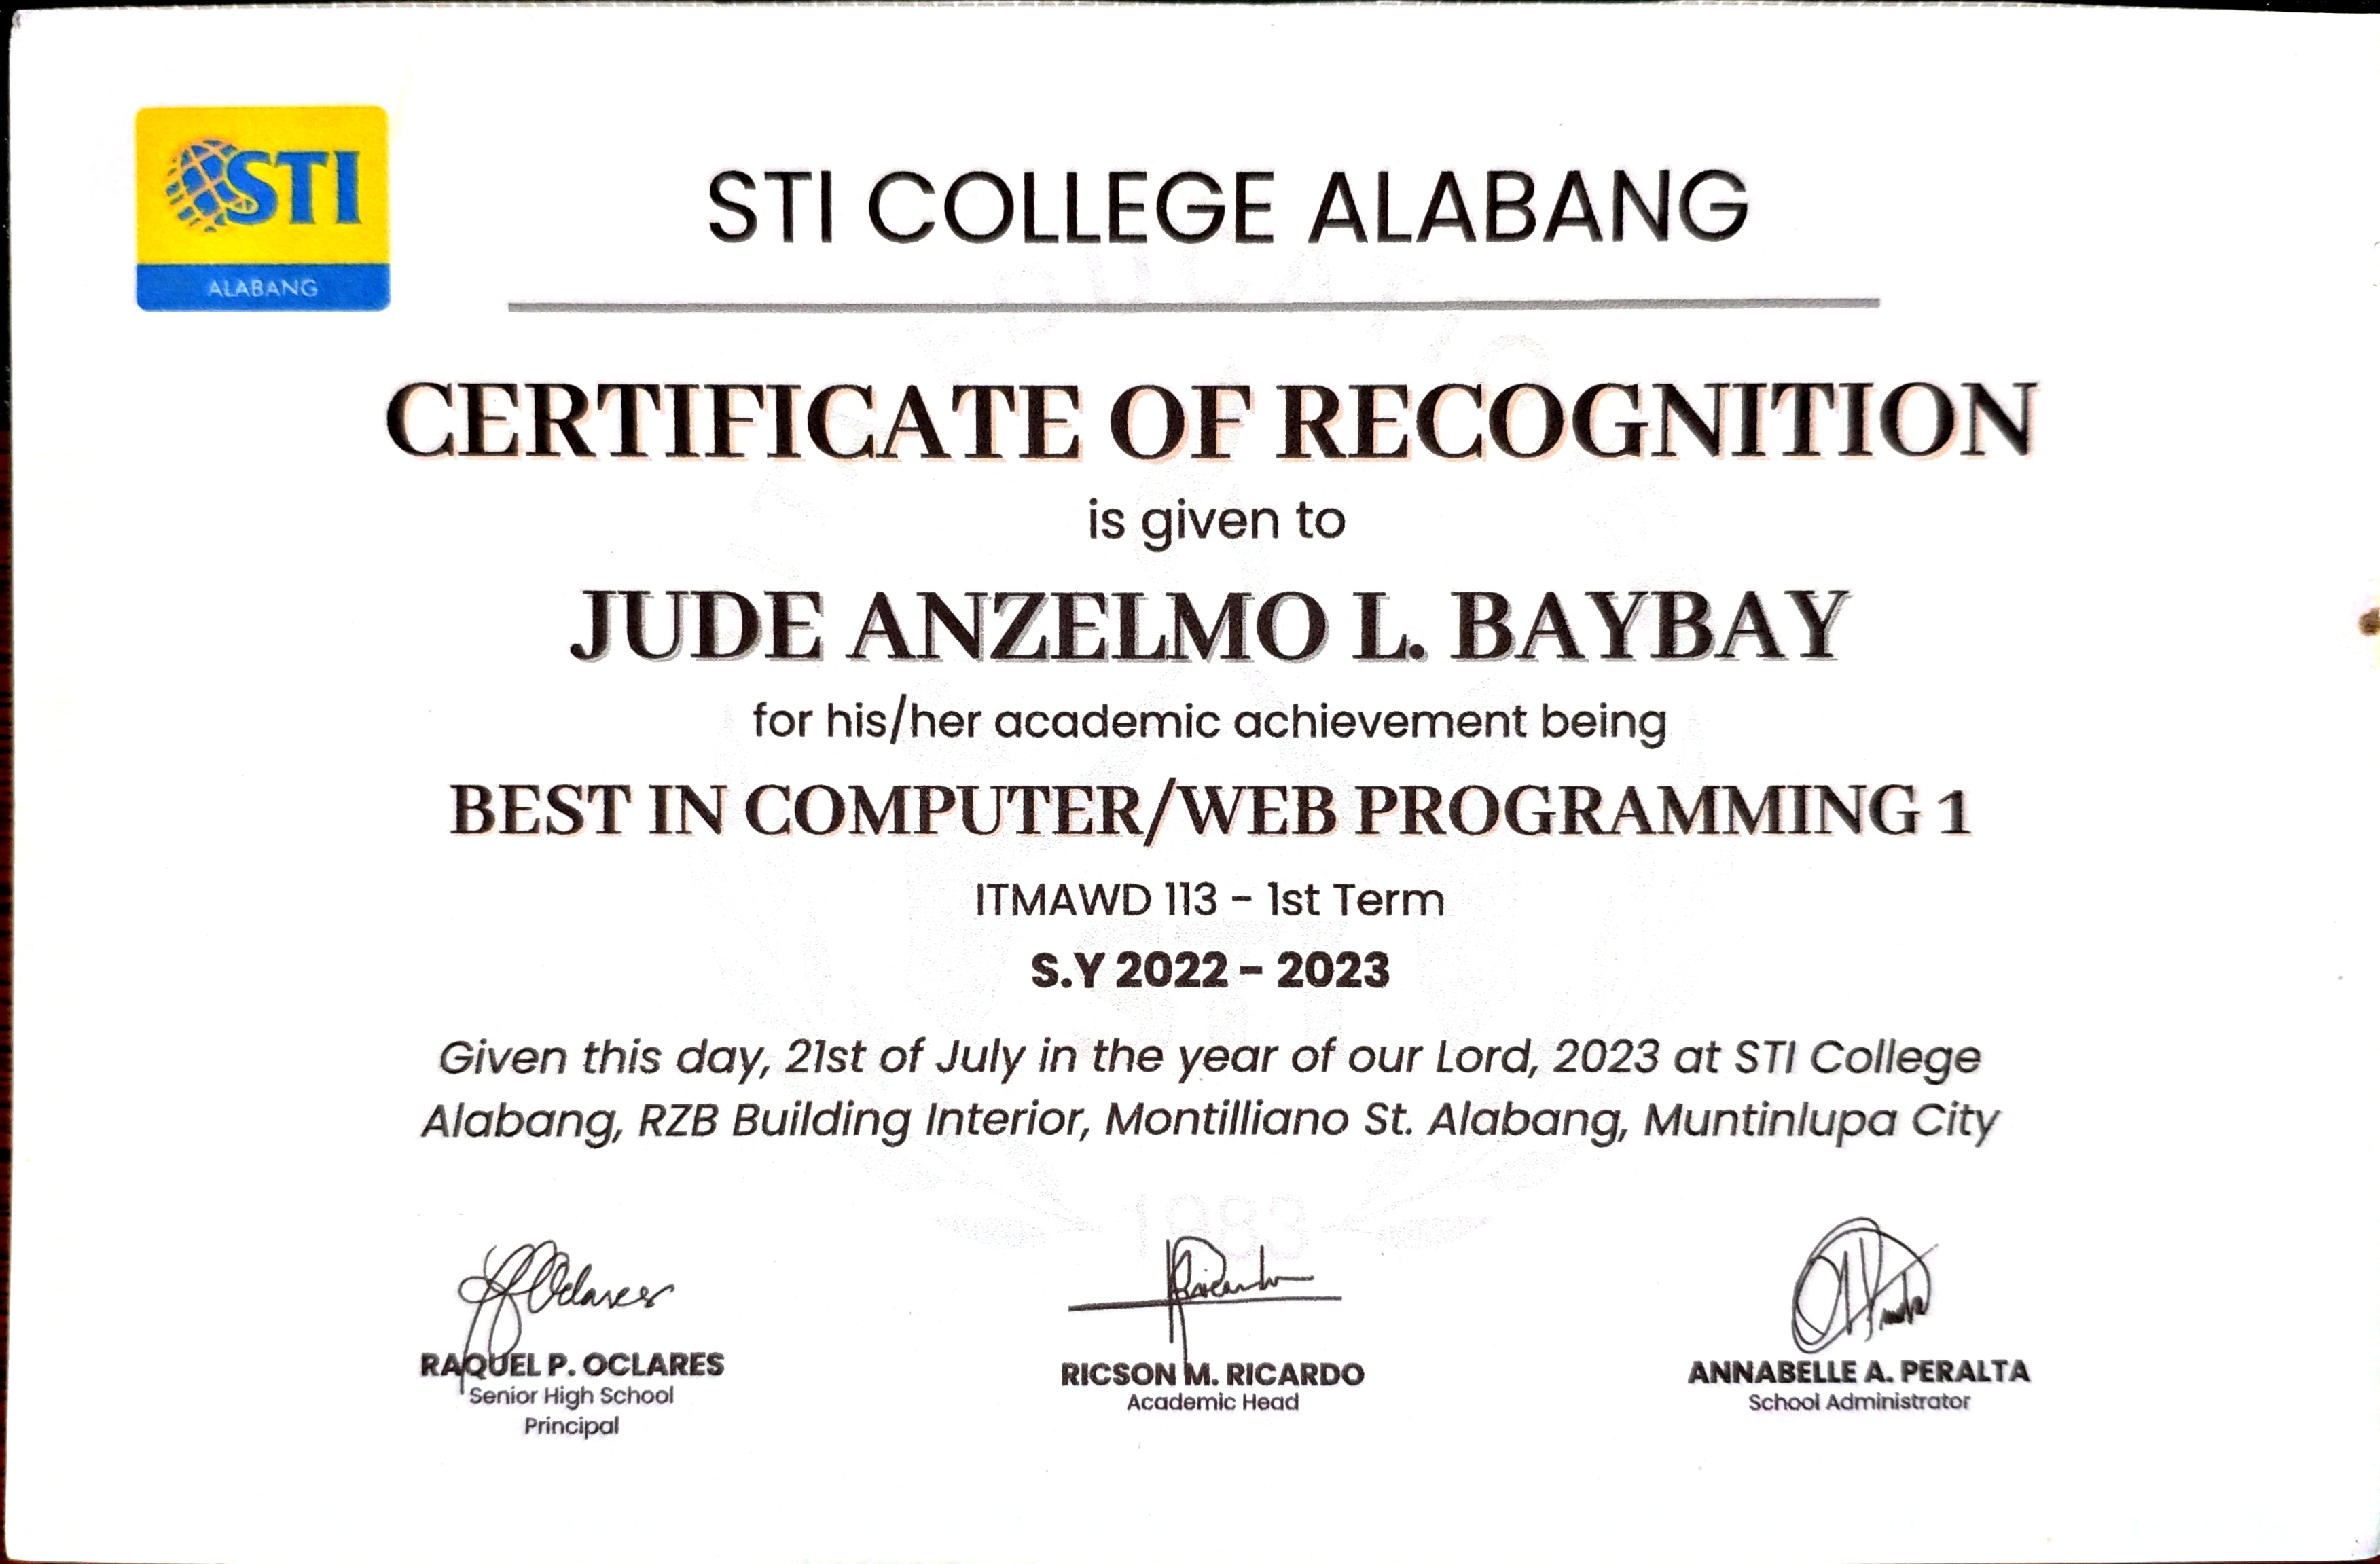 STI
ALABANG
STI COLLEGE ALABANG
CERTIFICATE OF RECOGNITION
is given to
JUDE ANZELMO L. BAYBAY
for his/her academic achievement being
BEST IN COMPUTER/WEB PROGRAMMING 1
ITMAWD 113 - 1st Term
S.Y 2022 - 2023
Given this day, 21st of July in the year of our Lord, 2023 at STI College
Alabang, RZB Building Interior, Montilliano St. Alabang, Muntinlupa City
1983
RAQUEL P. OCLARES
Senior High School
Principal
RICSON M. RICARDO
Academic Head
ANNABELLE A. PERALTA
School Administrator